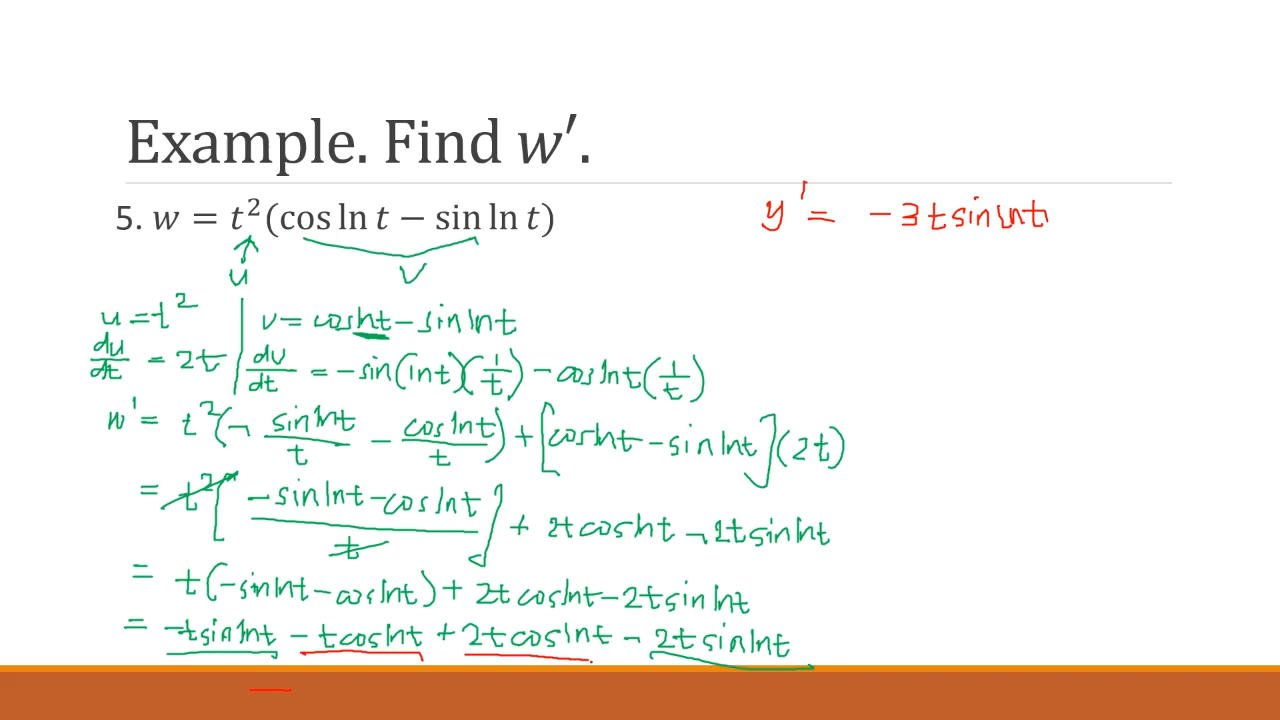 Example. Find w′.
5. w = t²(cos ln t − sin ln t)
y' = − 3 t sin ln t
u v
u = t² | v = cos ln t − sin ln t
du/dt = 2t | dv/dt = − sin(ln t)(1/t) − cos ln t (1/t)
w' = t²(− sin ln t/t − cos ln t/t) + [cos ln t − sin ln t](2t)
= t²[(−sin ln t − cos ln t)/t] + 2t cos ln t − 2t sin ln t
= t(−sin ln t − cos ln t) + 2t cos ln t − 2t sin ln t
= −t sin ln t − t cos ln t + 2t cos ln t − 2t sin ln t